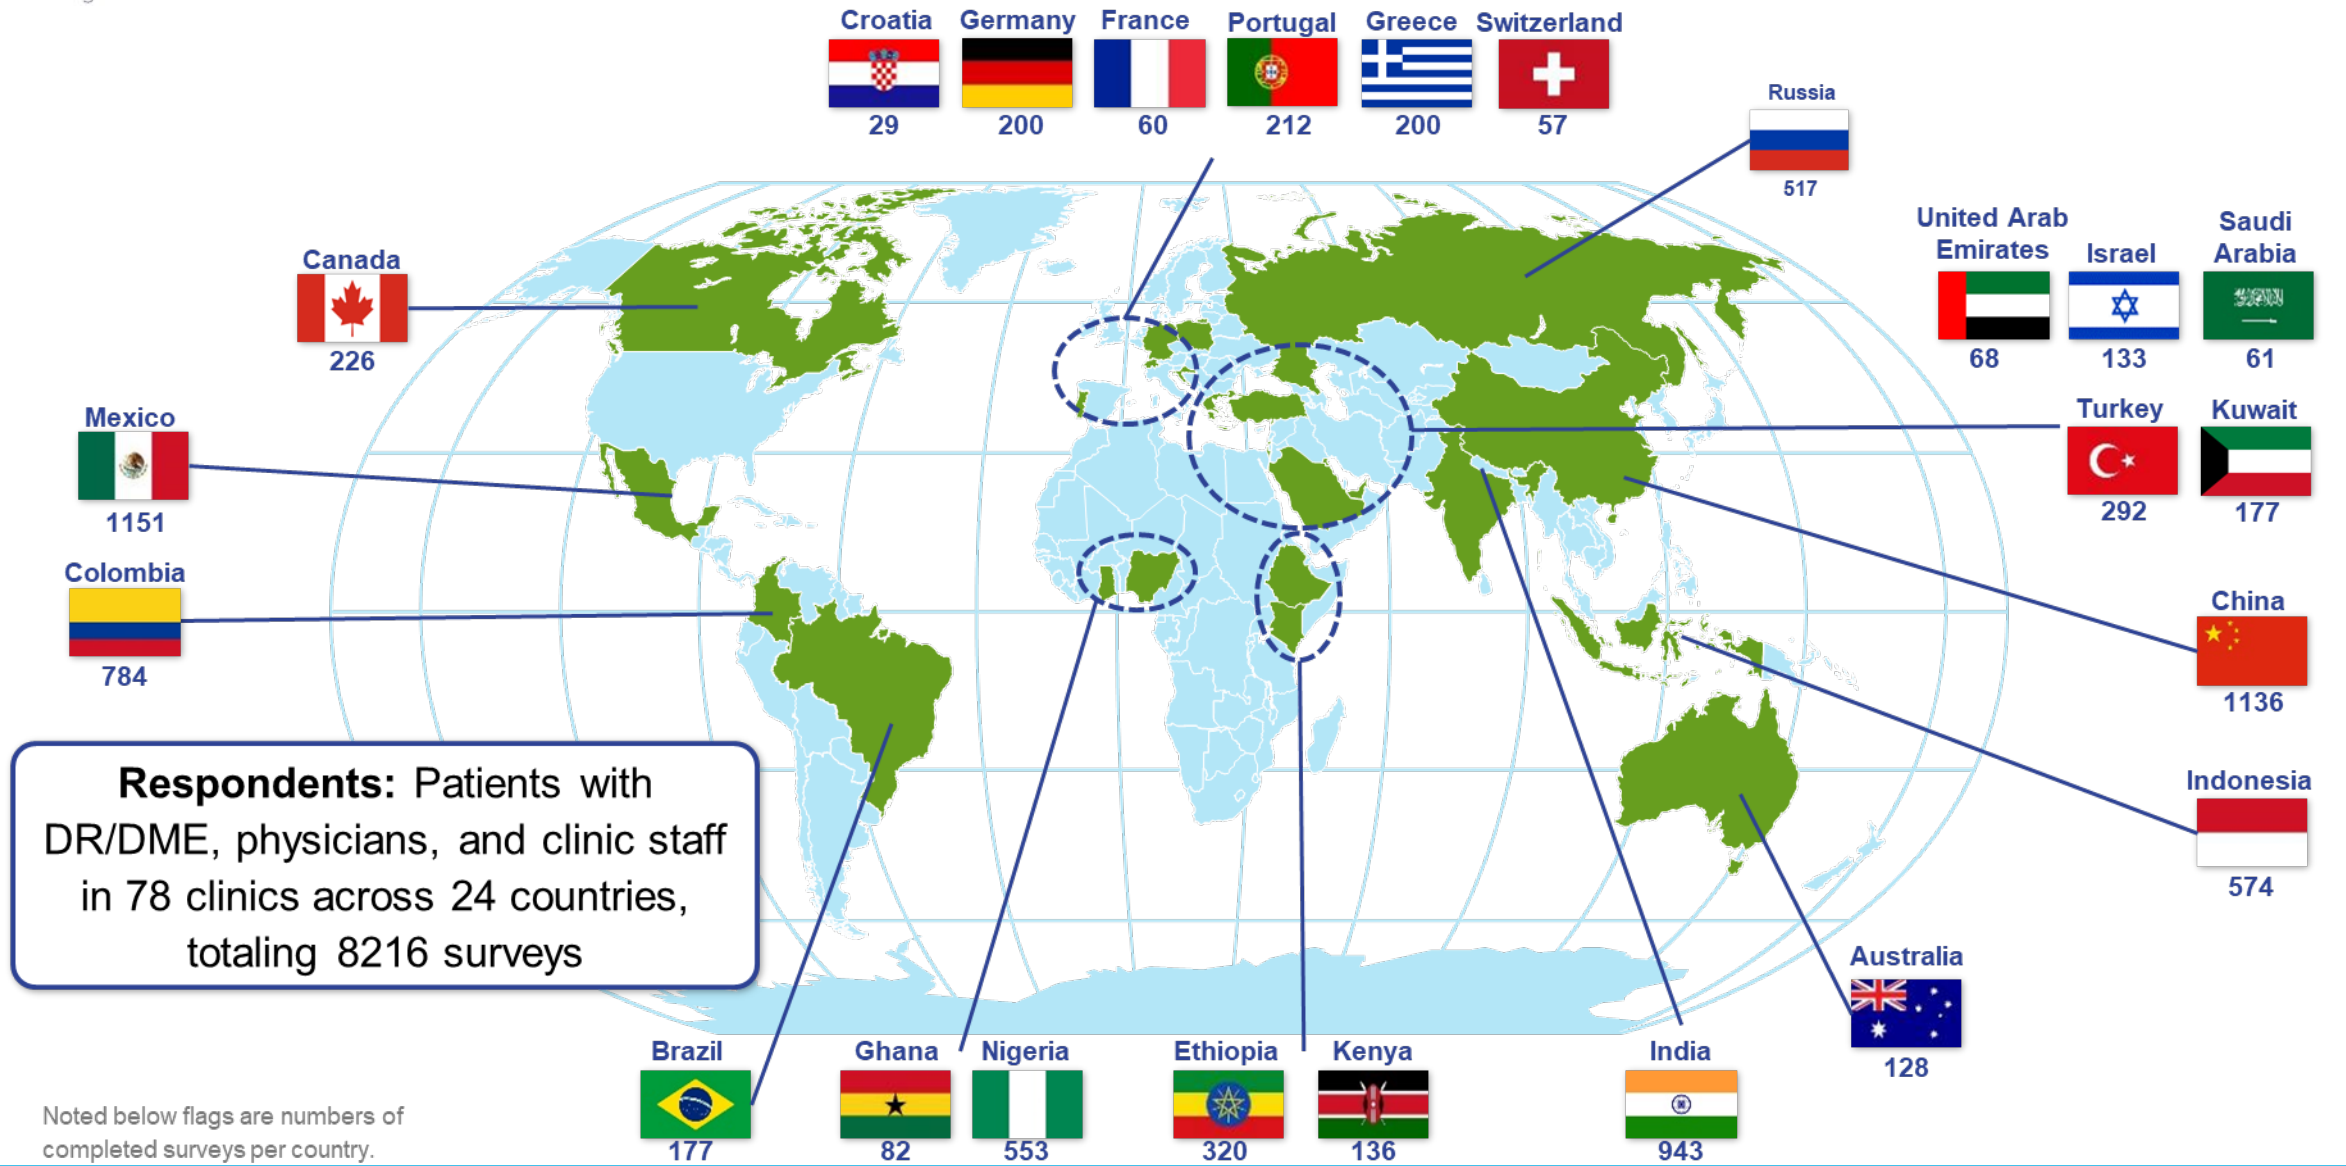 Croatia
29
Germany
200
France
60
Portugal
212
Greece
200
Switzerland
57
Russia
517
United Arab
Emirates
68
Israel
133
Saudi
Arabia
61
Turkey
292
Kuwait
177
Canada
226
Mexico
1151
Colombia
784
China
1136
Indonesia
574
Australia
128
Respondents: Patients with
DR/DME, physicians, and clinic staff
in 78 clinics across 24 countries,
totaling 8216 surveys
Brazil
177
Ghana
82
Nigeria
553
Ethiopia
320
Kenya
136
India
943
Noted below flags are numbers of
completed surveys per country.